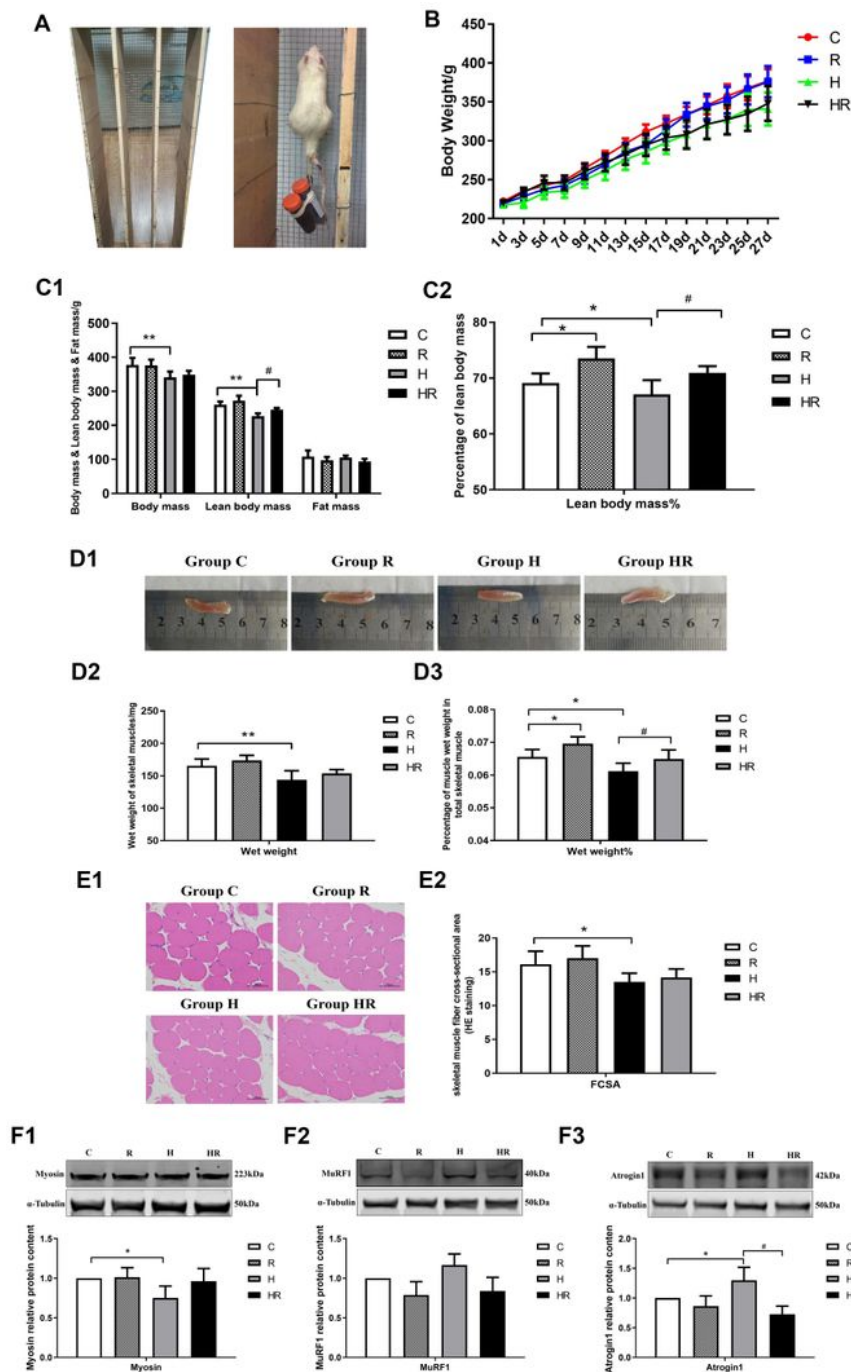 A
B
Body Weight/g
400
350
300
250
200
1d 3d 5d 7d 9d 11d 13d 15d 17d 19d 21d 23d 25d 27d
C
R
H
HR
C1
Body mass & Lean body mass & Fat mass/g
500
400
300
200
100
0
** ** #
Body mass Lean body mass Fat mass
C
R
H
HR
C2
Percentage of lean body mass
80
70
60
50
* * #
Lean body mass%
C
R
H
HR
D1
Group C Group R Group H Group HR
2 3 4 5 6 7 8
2 3 4 5 6 7 8
2 3 4 5 6 7 8
2 3 4 5 6 7
D2
Wet weight of skeletal muscles/mg
250
200
150
100
50
**
Wet weight
C
R
H
HR
D3
Percentage of muscle wet weight in
total skeletal muscle
0.08
0.07
0.06
0.05
0.04
* * #
Wet weight%
C
R
H
HR
E1
Group C Group R
Group H Group HR
E2
skeletal muscle fiber cross-sectional area
(HE staining)
25
20
15
10
5
0
*
FCSA
C
R
H
HR
F1
C R H HR
Myosin 223kDa
α-Tubulin 50kDa
Myosin relative protein content
1.5
1.0
0.5
0.0
*
Myosin
C
R
H
HR
F2
C R H HR
MuRF1 40kDa
α-Tubulin 50kDa
MuRF1 relative protein content
1.5
1.0
0.5
0.0
MuRF1
C
R
H
HR
F3
C R H HR
Atrogin1 42kDa
α-Tubulin 50kDa
Atrogin1 relative protein conten
2.0
1.5
1.0
0.5
0.0
* #
Atrogin1
C
R
H
H